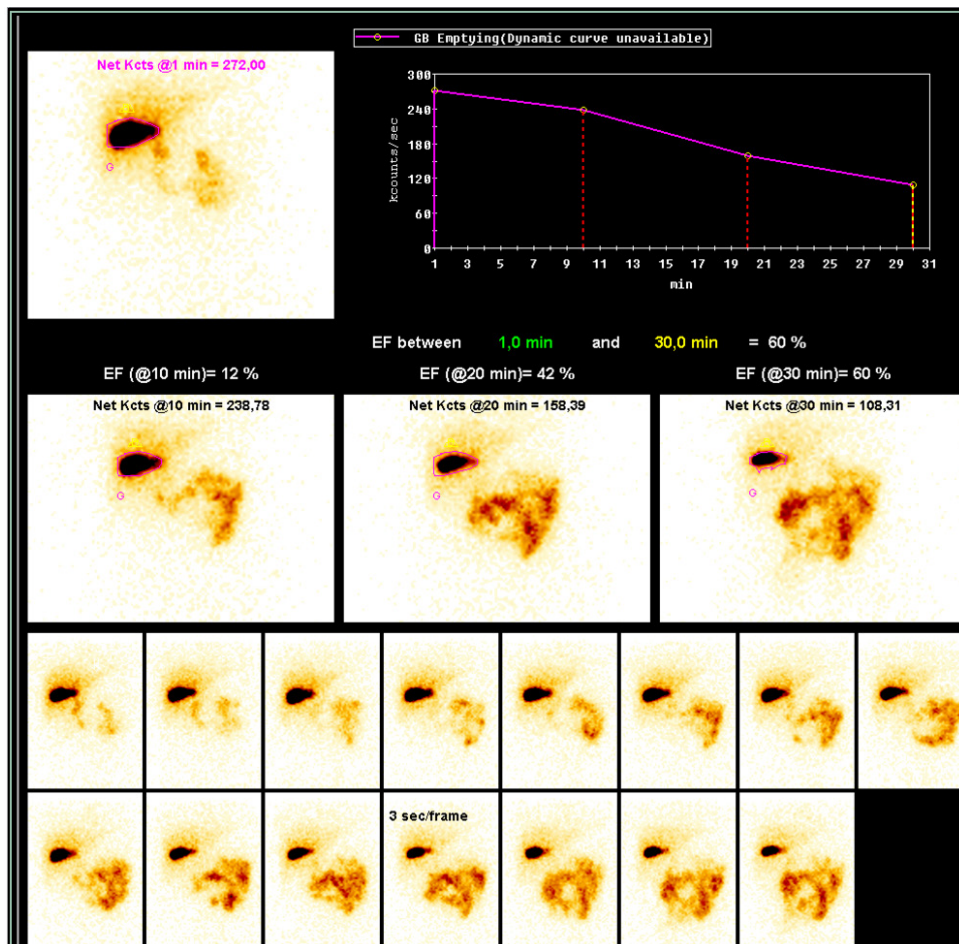 GB Emptying(Dynamic curve unavailable)
Net Kcts @1 min = 272,00
300
240
180
120
60
0
kcounts/sec
1 3 5 7 9 11 13 15 17 19 21 23 25 27 29 31
min
G
EF between 1,0 min and 30,0 min = 60 %
EF (@10 min)= 12 % EF (@20 min)= 42 % EF (@30 min)= 60 %
Net Kcts @10 min = 238,78 Net Kcts @20 min = 158,39 Net Kcts @30 min = 108,31
G G G
3 sec/frame